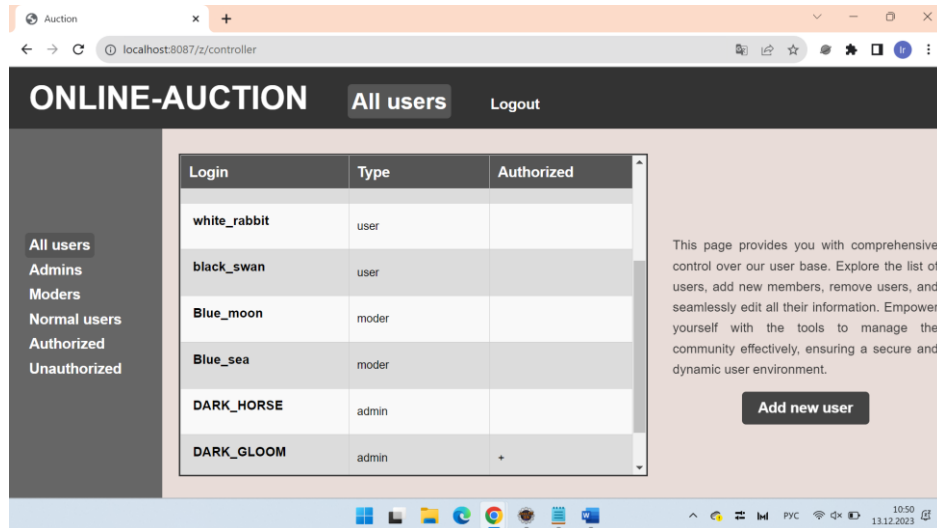 Auction
localhost:8087/z/controller
Ir
ONLINE-AUCTION
All users
Logout
All users
Admins
Moders
Normal users
Authorized
Unauthorized
Login Type Authorized
white_rabbit user
black_swan user
Blue_moon moder
Blue_sea moder
DARK_HORSE admin
DARK_GLOOM admin +
This page provides you with comprehensive
control over our user base. Explore the list of
users, add new members, remove users, and
seamlessly edit all their information. Empower
yourself with the tools to manage the
community effectively, ensuring a secure and
dynamic user environment.
Add new user
РУС
10:50
13.12.2023